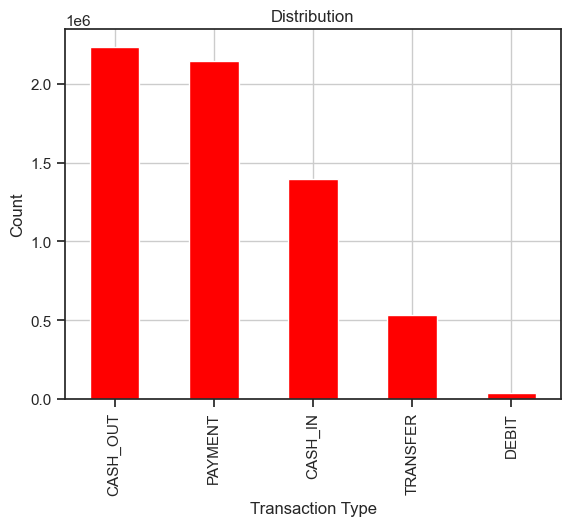 Distribution
1e6
2.0
1.5
1.0
0.5
0.0
Count
CASH_OUT
PAYMENT
CASH_IN
TRANSFER
DEBIT
Transaction Type